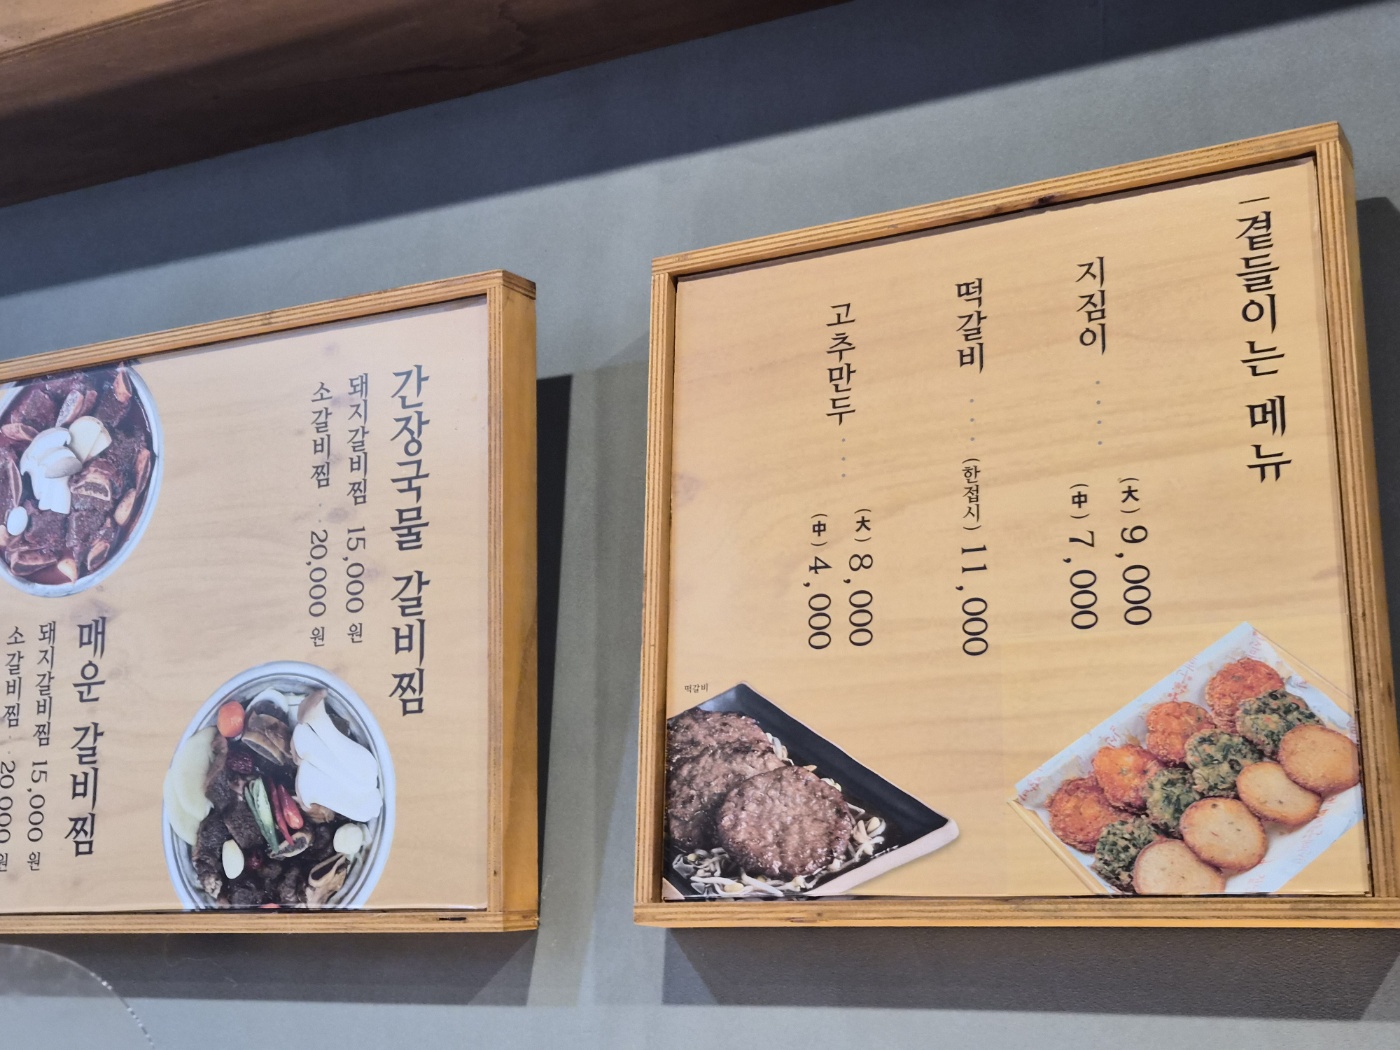 간장국물 갈비찜
돼지갈비찜 15,000 원
소갈비찜 20,000 원
매운 갈비찜
돼지갈비찜 15,000 원
소갈비찜 20,000 원
곁들이는 메뉴
지짐이 (大) 9,000
(中) 7,000
떡갈비 (한접시) 11,000
고추만두 (大) 8,000
(中) 4,000
떡갈비